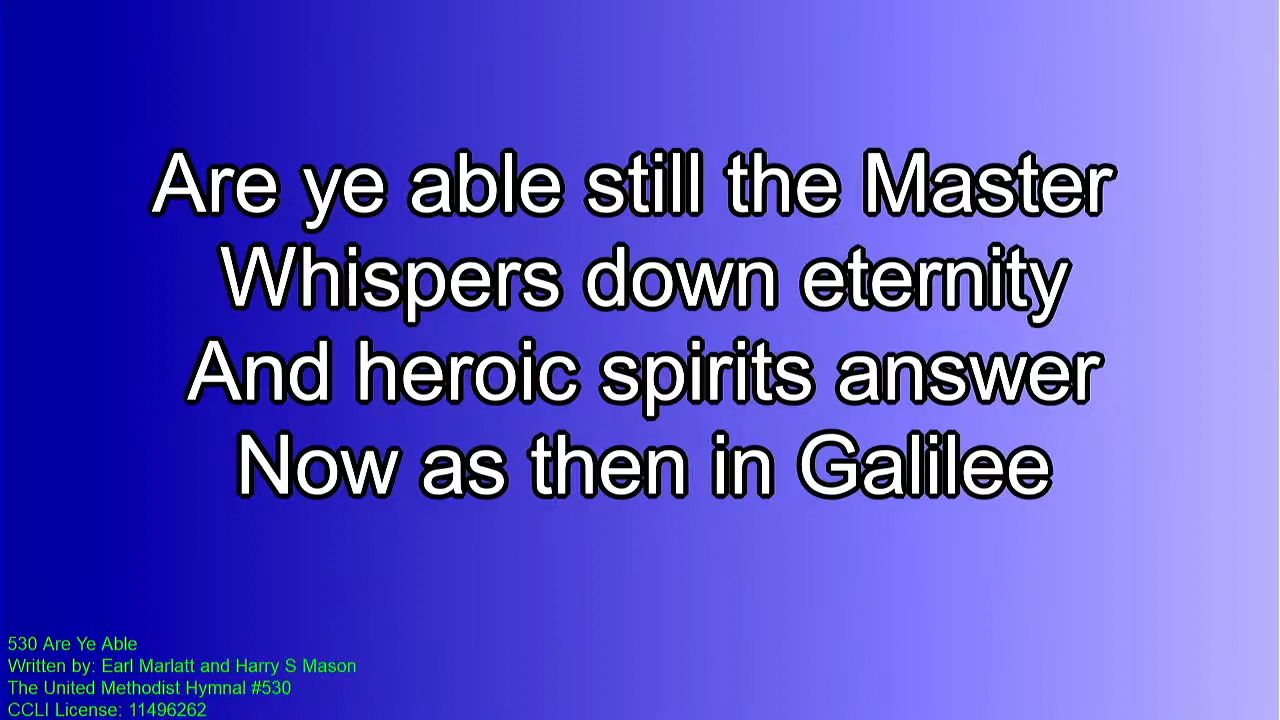 Are ye able still the Master
Whispers down eternity
And heroic spirits answer
Now as then in Galilee
530 Are Ye Able
Written by: Earl Marlatt and Harry S Mason
The United Methodist Hymnal #530
CCLI License: 11496262